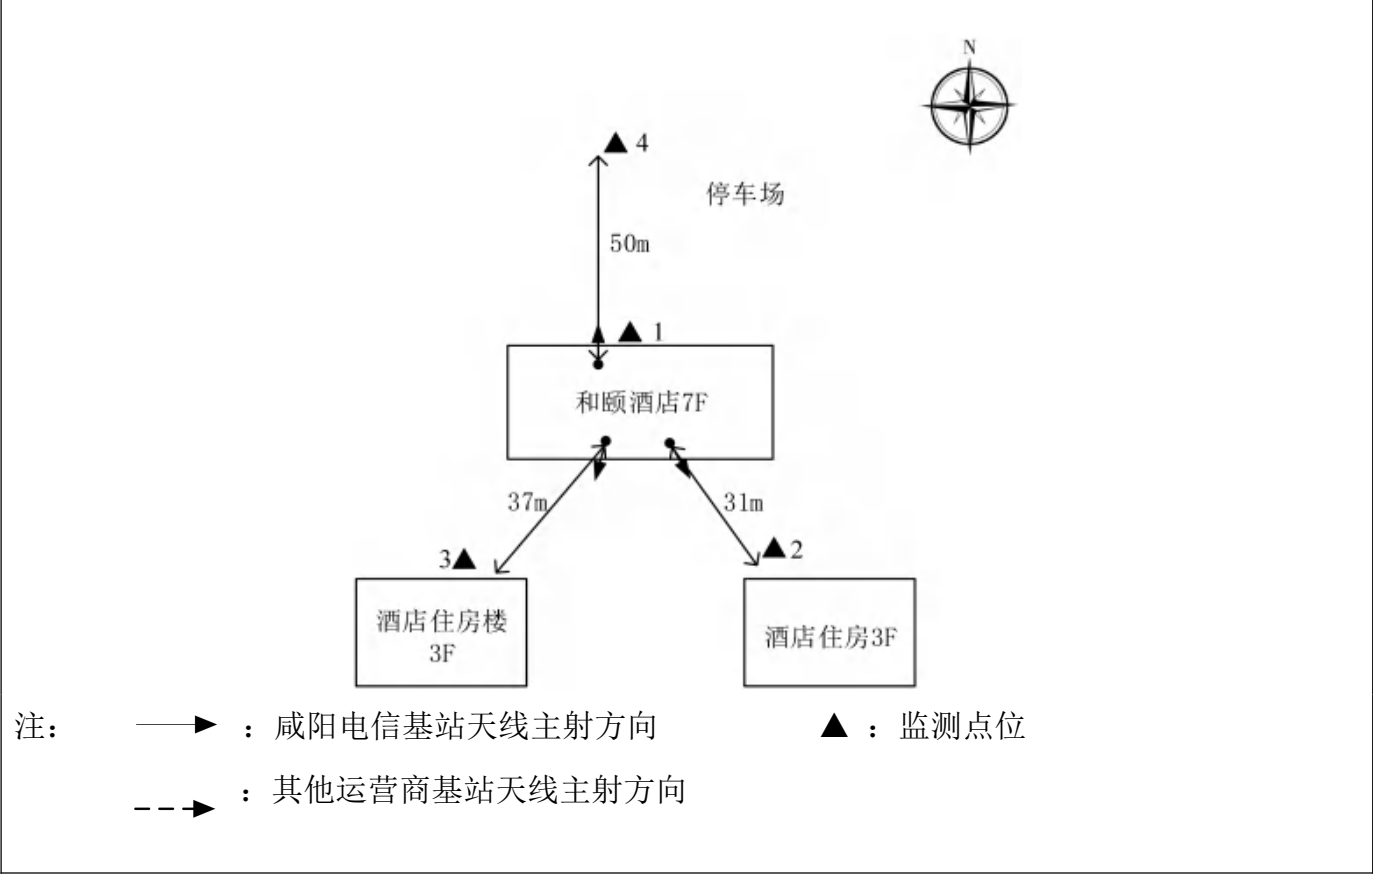 N
▲ 4
停车场
50m
▲ 1
和颐酒店7F
37m
31m
3▲
▲2
酒店住房楼
3F
酒店住房3F
注： ：咸阳电信基站天线主射方向 ▲ ：监测点位
：其他运营商基站天线主射方向